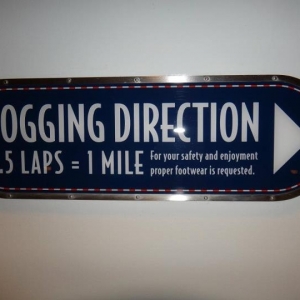 OGGING DIRECTION
.5 LAPS = 1 MILE
For your safety and enjoyment
proper footwear is requested.